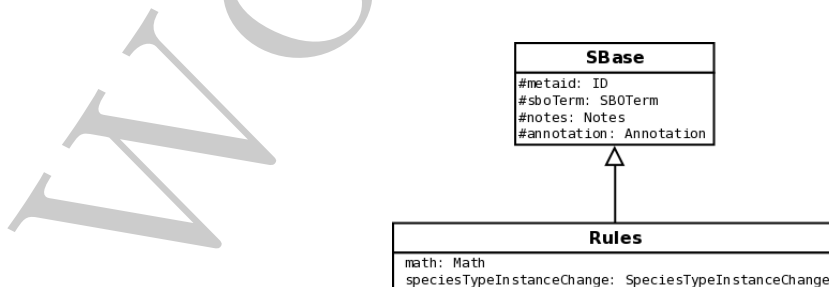 SBase
#metaid: ID
#sboTerm: SBOTerm
#notes: Notes
#annotation: Annotation
Rules
math: Math
speciesTypeInstanceChange: SpeciesTypeInstanceChange